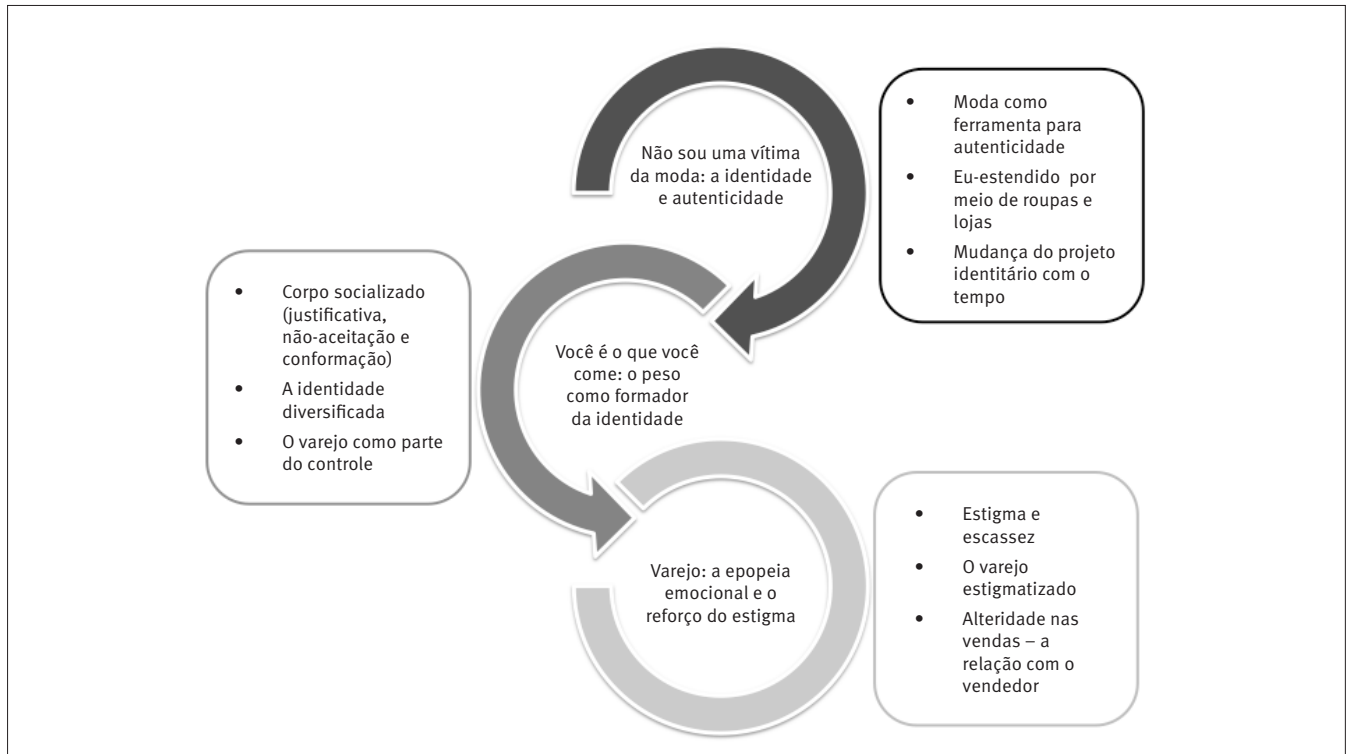 Não sou uma vítima
da moda: a identidade
e autenticidade
• Moda como
ferramenta para
autenticidade
• Eu-estendido por
meio de roupas e
lojas
• Mudança do projeto
identitário com o
tempo
• Corpo socializado
(justificativa,
não-aceitação e
conformação)
• A identidade
diversificada
• O varejo como parte
do controle
Você é o que você
come: o peso
como formador
da identidade
Varejo: a epopeia
emocional e o
reforço do estigma
• Estigma e
escassez
• O varejo
estigmatizado
• Alteridade nas
vendas – a
relação com o
vendedor